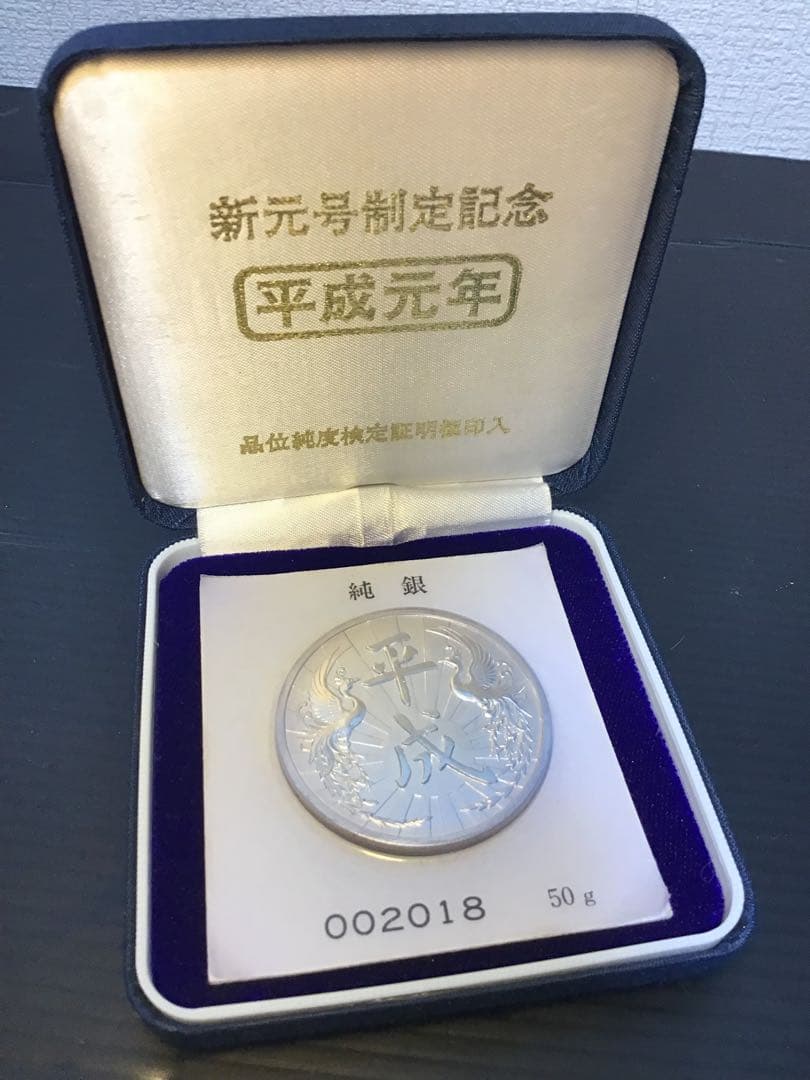 新元号制定記念
平成元年
品位純度検定証明極印入
純銀
平成
002018
50g